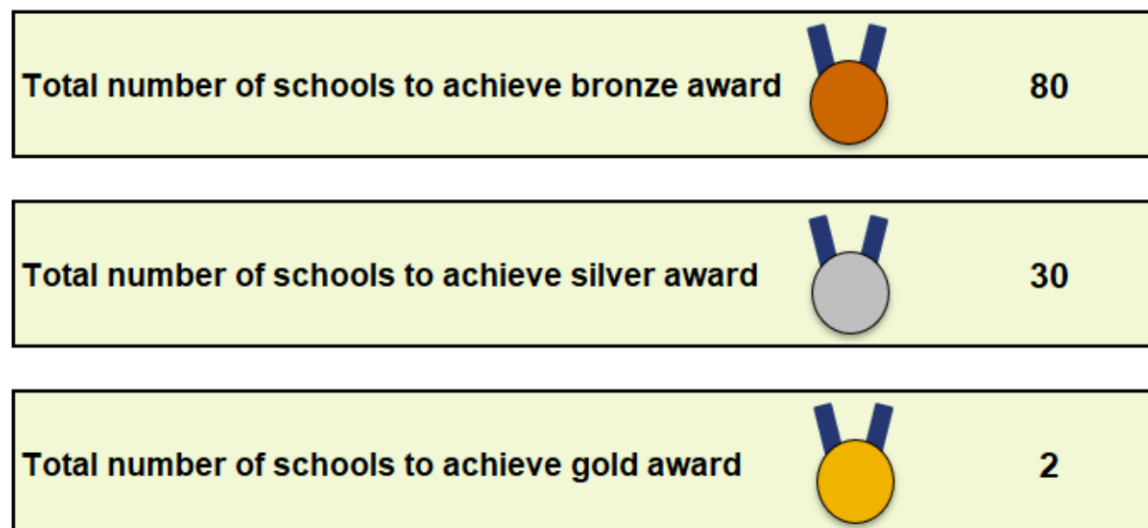 Total number of schools to achieve bronze award 80
Total number of schools to achieve silver award 30
Total number of schools to achieve gold award 2